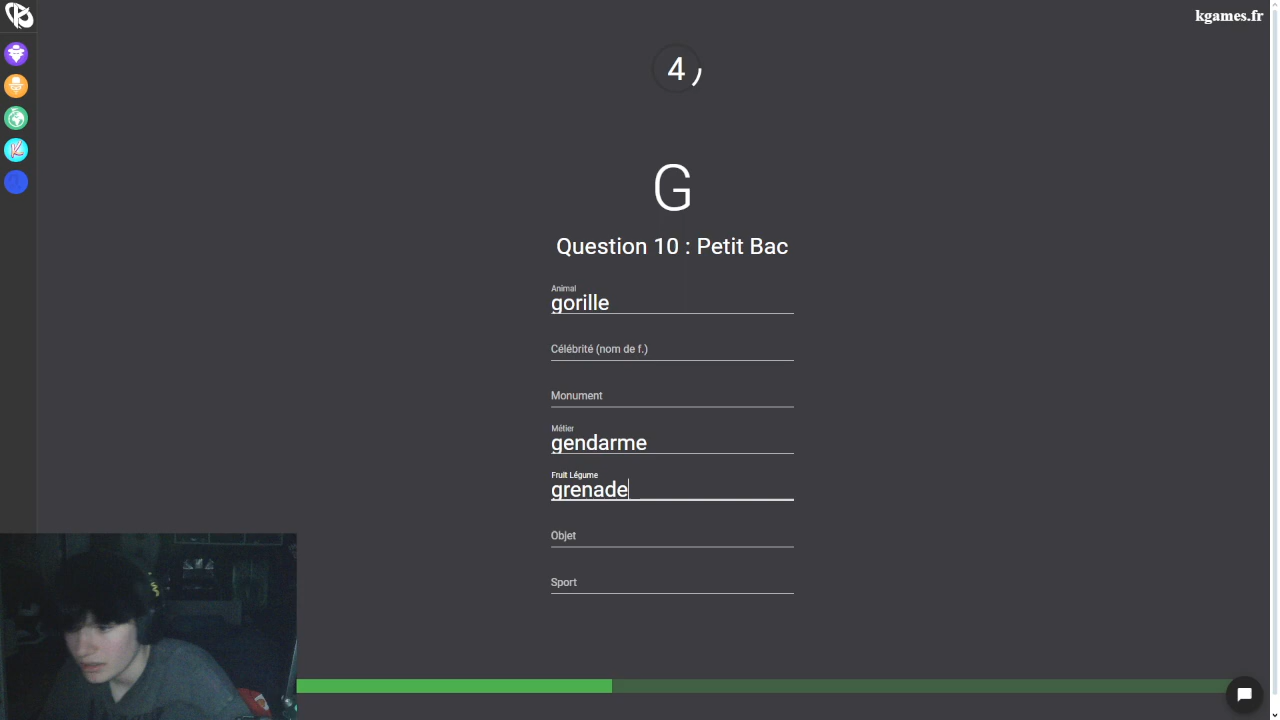 kgames.fr
4
G
Question 10 : Petit Bac
Animal
gorille
Célébrité (nom de f.)
Monument
Métier
gendarme
Fruit Légume
grenade
Objet
Sport